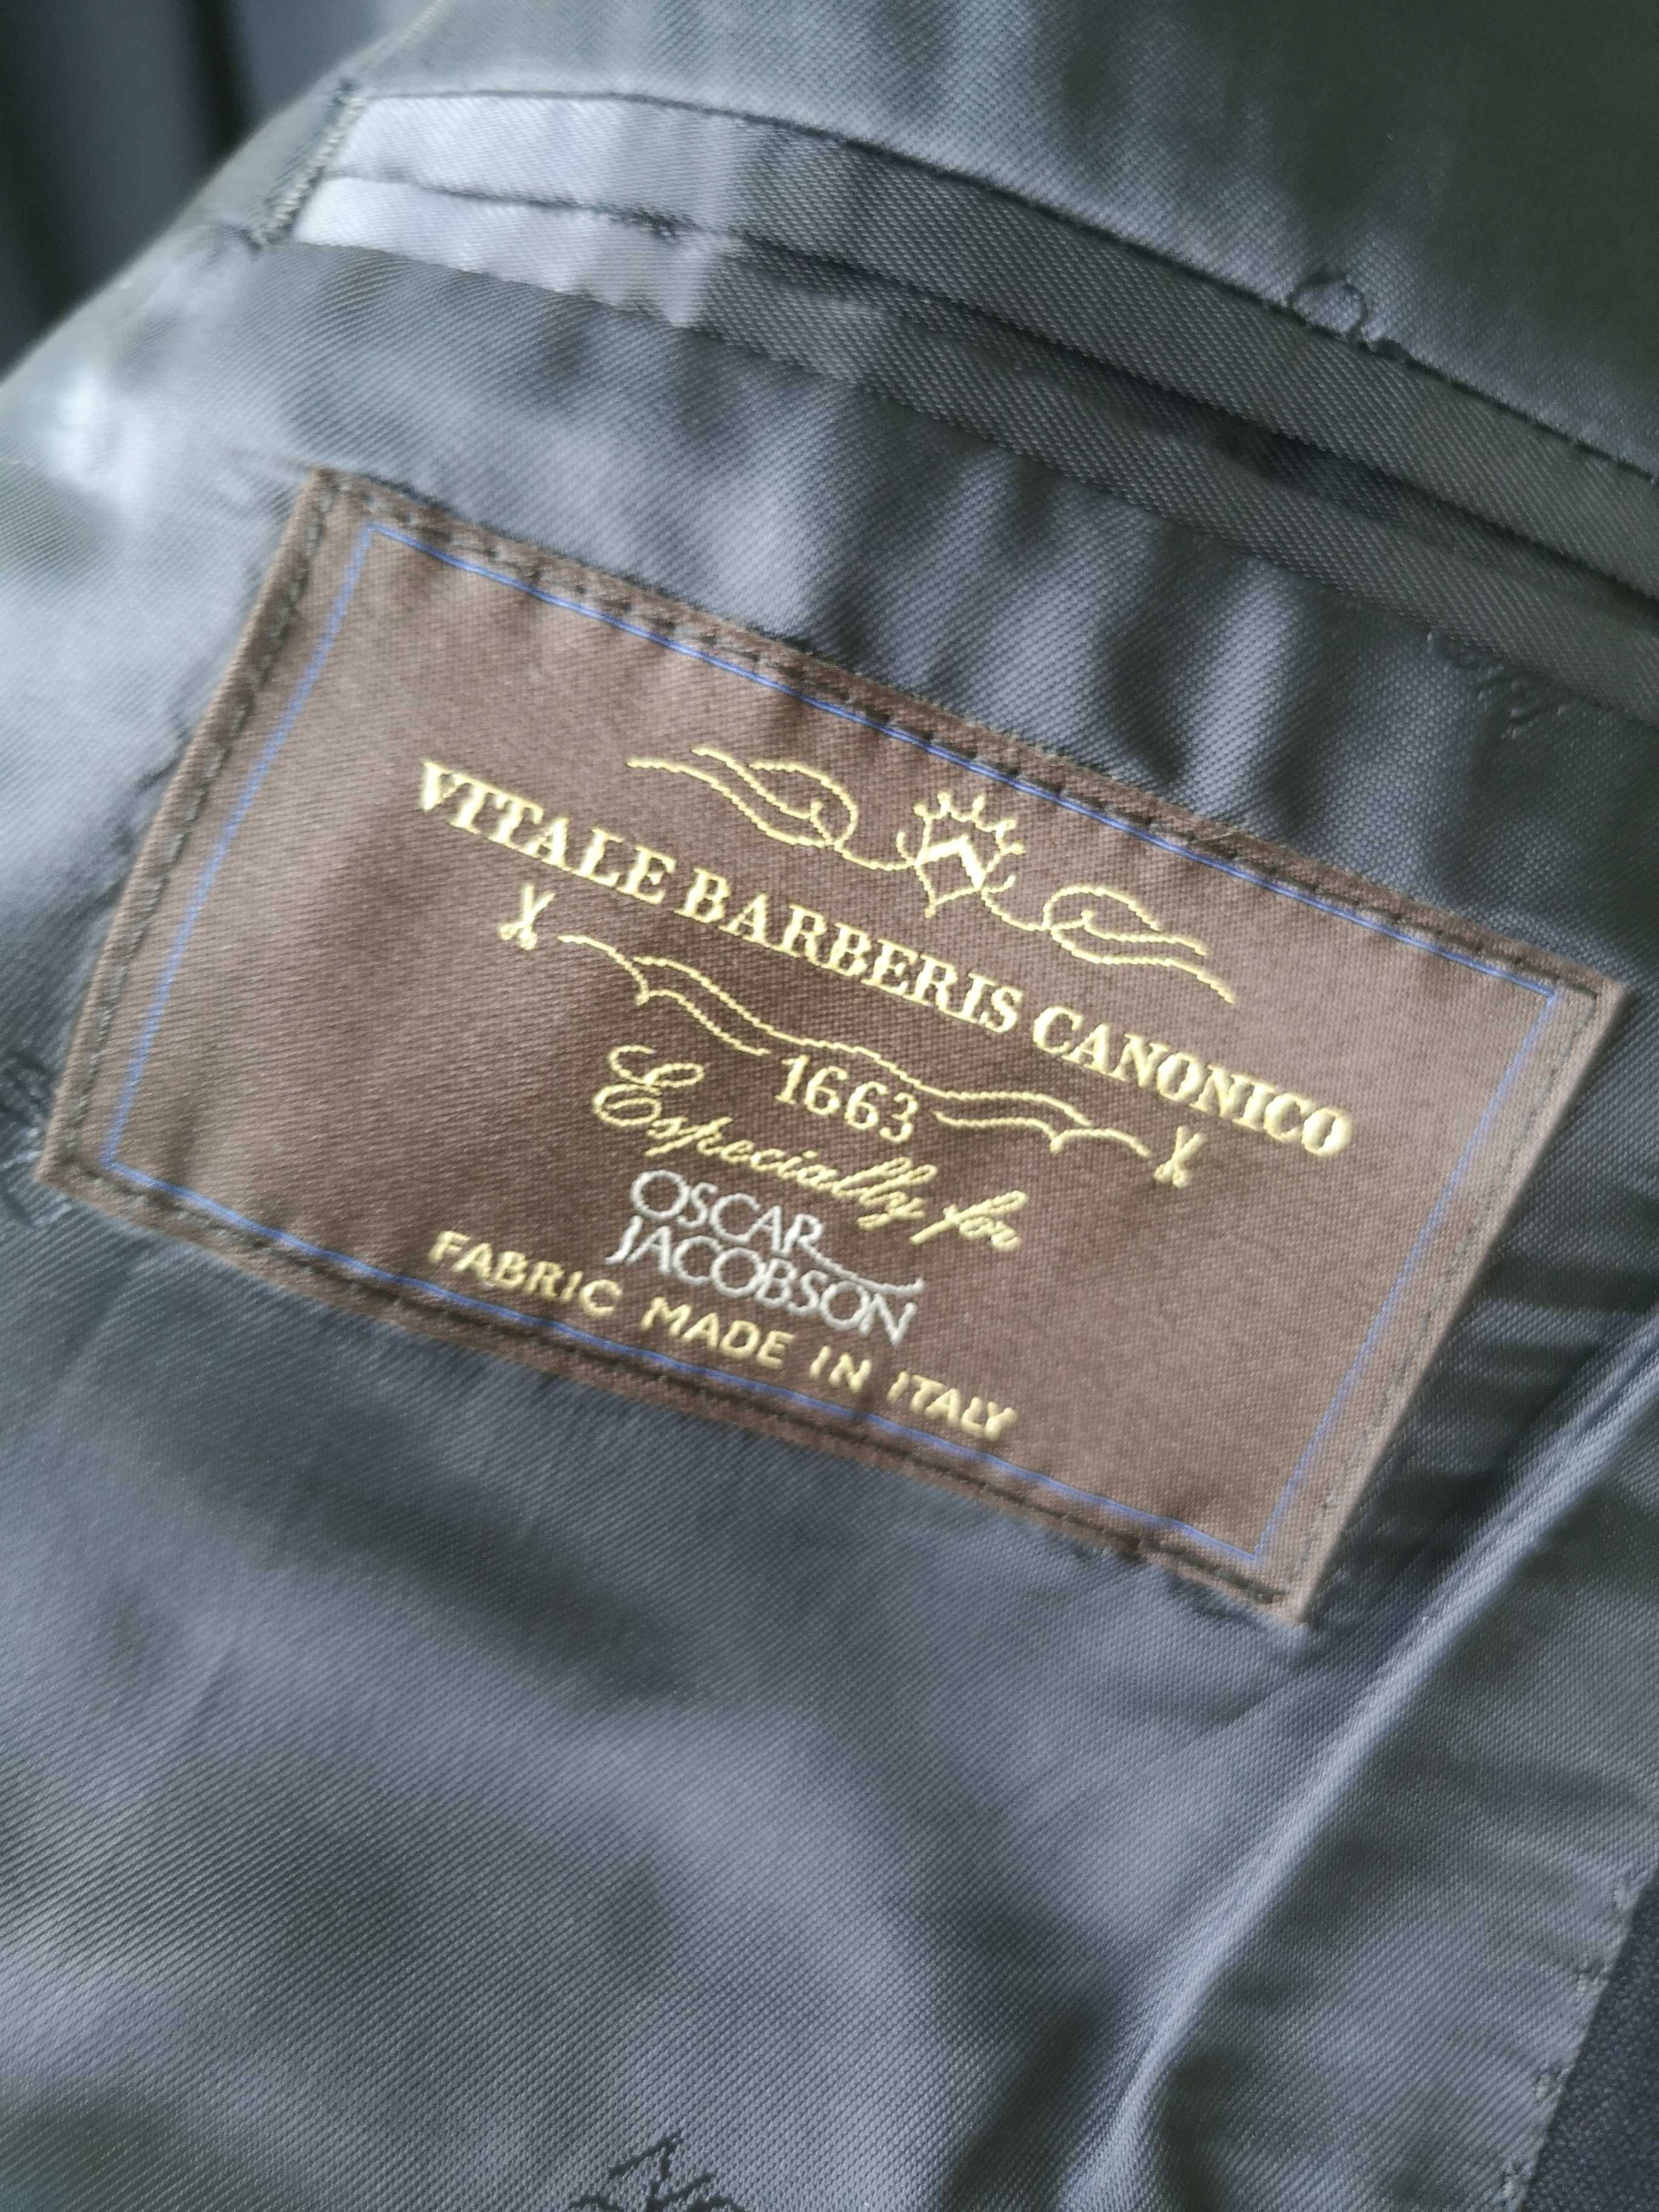 VITALE BARBERIS CANONICO
1663
Especially for
OSCAR
JACOBSON
FABRIC MADE IN ITALY